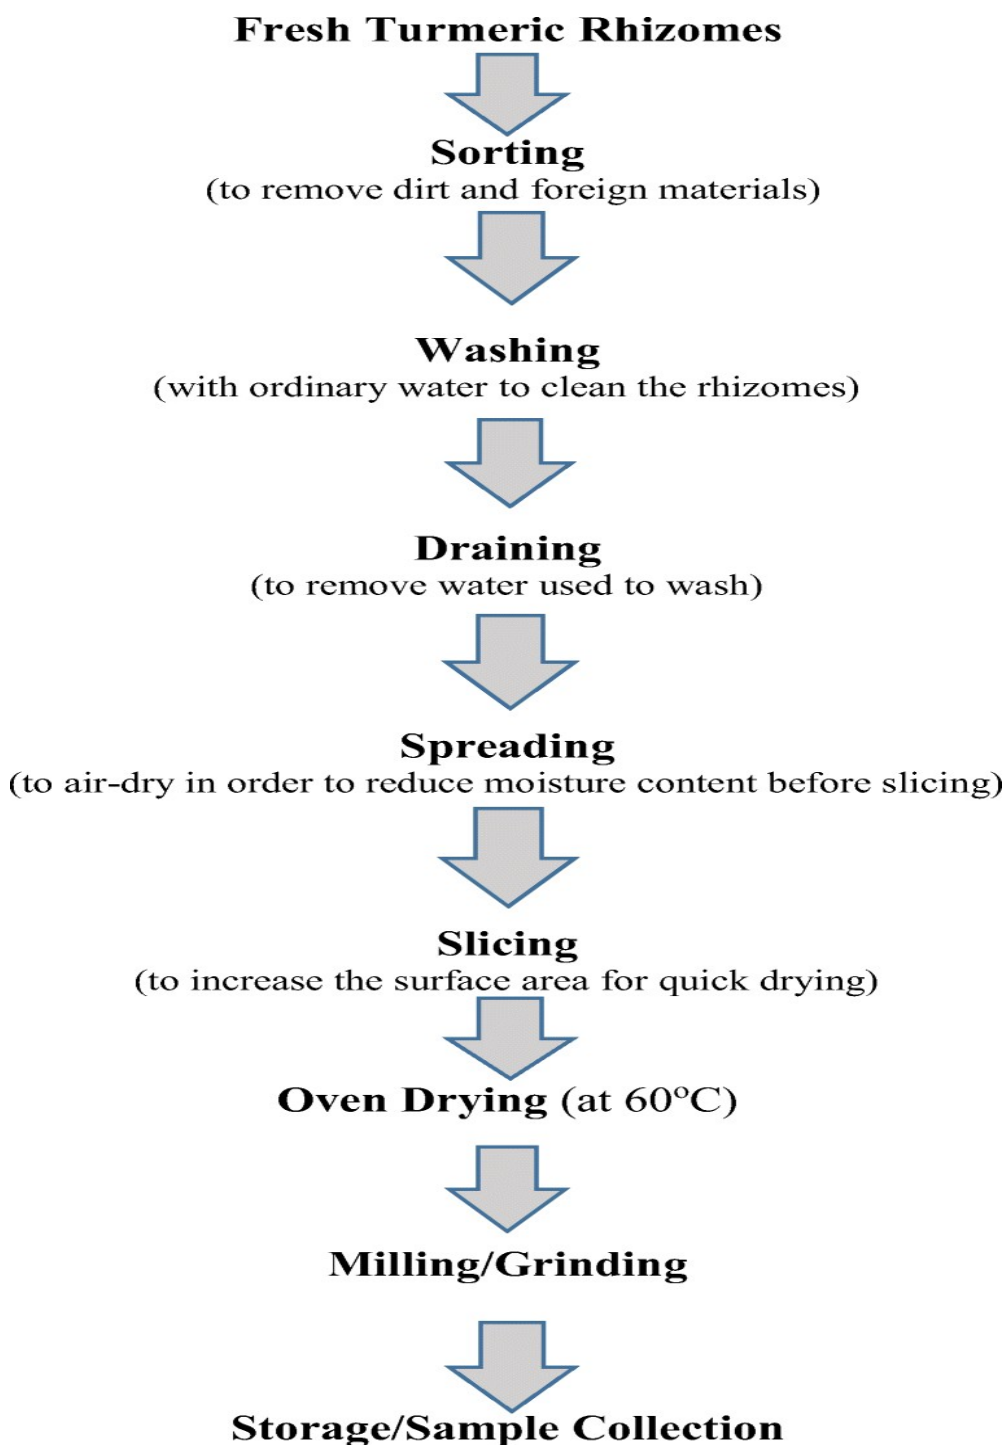 Fresh Turmeric Rhizomes
Sorting
(to remove dirt and foreign materials)
Washing
(with ordinary water to clean the rhizomes)
Draining
(to remove water used to wash)
Spreading
(to air-dry in order to reduce moisture content before slicing)
Slicing
(to increase the surface area for quick drying)
Oven Drying (at 60°C)
Milling/Grinding
Storage/Sample Collection